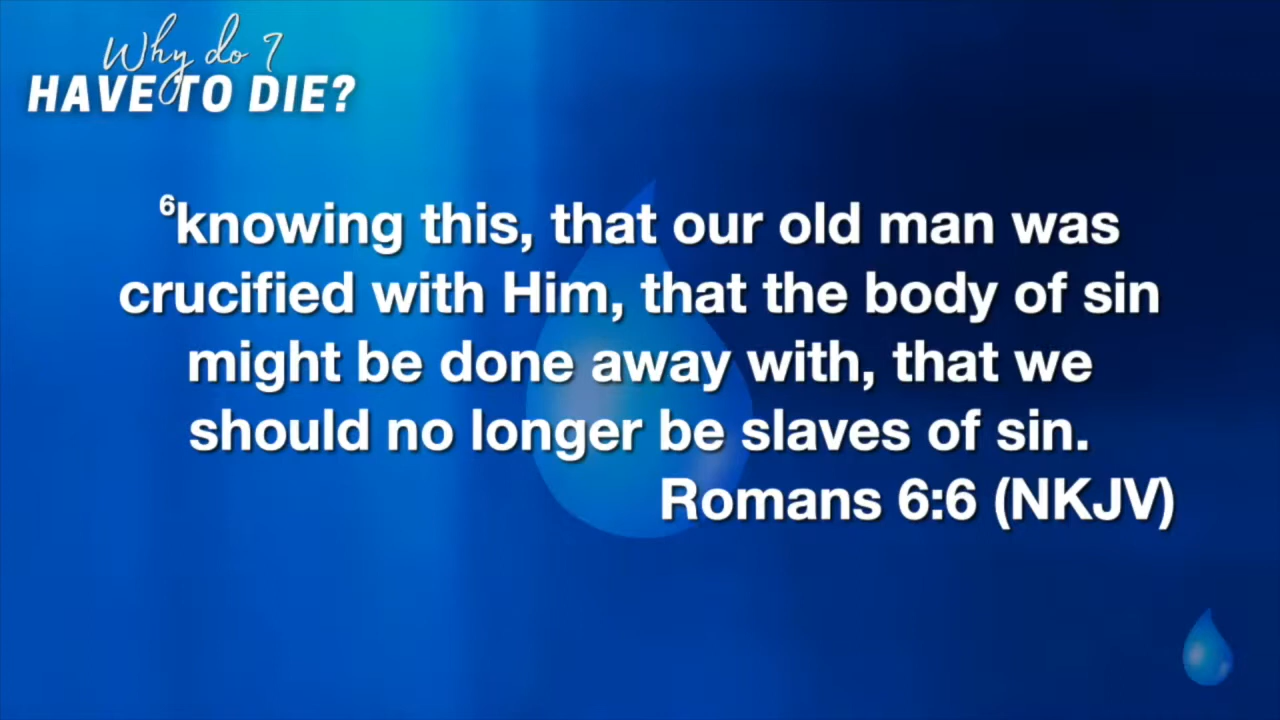 Why do I
HAVE TO DIE?
⁶knowing this, that our old man was
crucified with Him, that the body of sin
might be done away with, that we
should no longer be slaves of sin.
Romans 6:6 (NKJV)